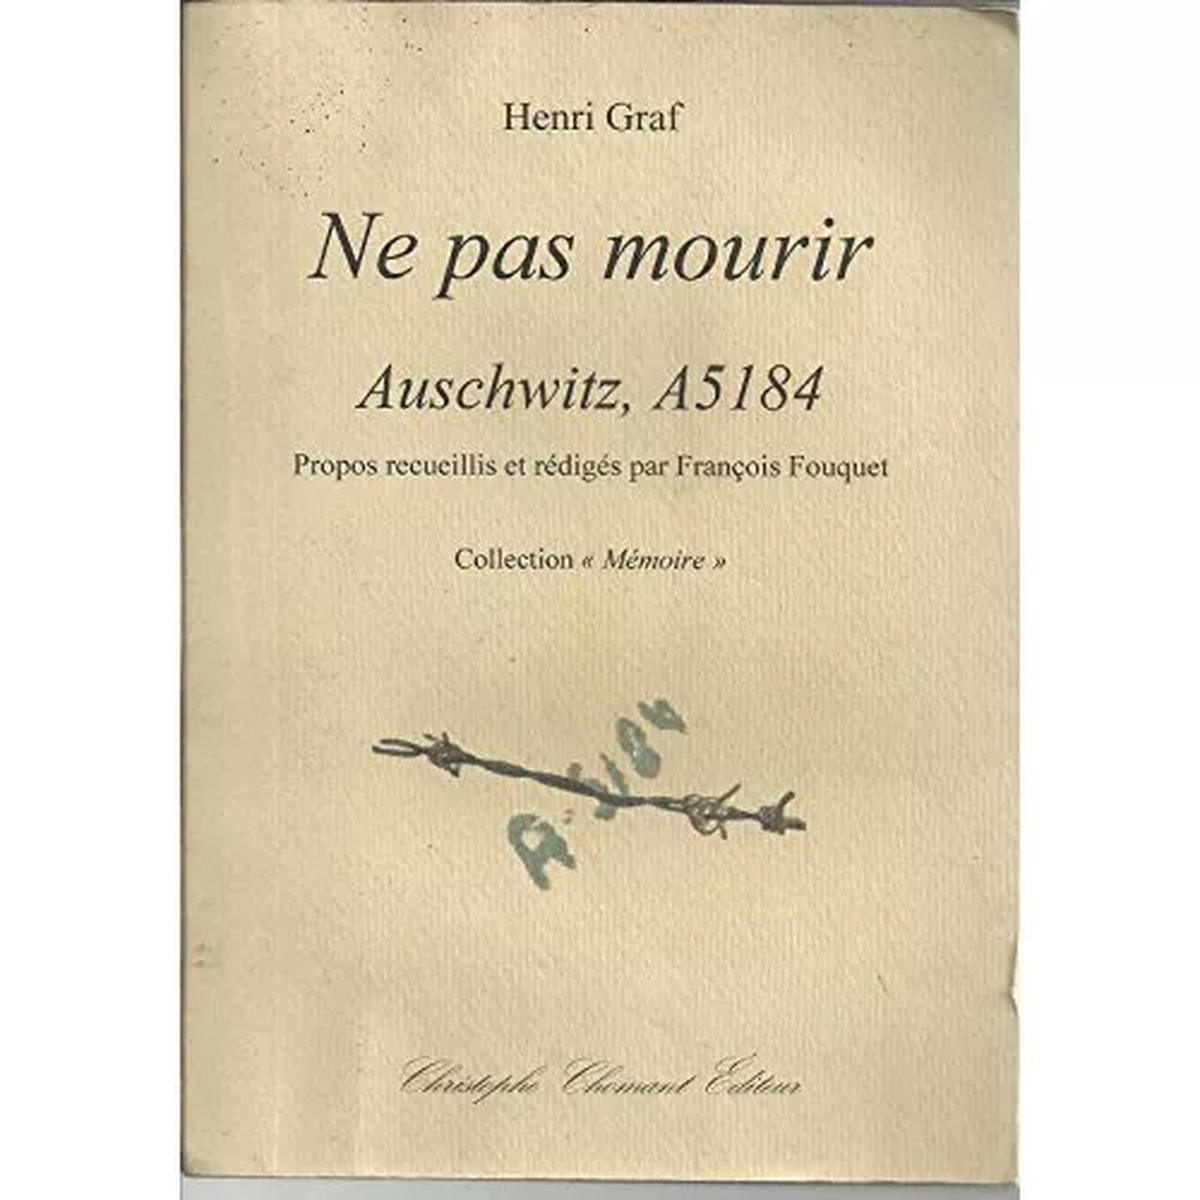 Henri Graf
Ne pas mourir
Auschwitz, A5184
Propos recueillis et rédigés par François Fouquet
Collection « Mémoire »
A-5184
Christophe Chomant Éditeur